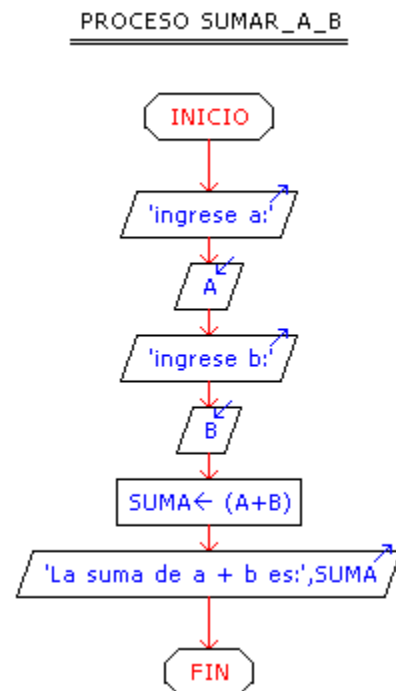 PROCESO SUMAR_A_B
INICIO
'ingrese a:'
A
'ingrese b:'
B
SUMA← (A+B)
'La suma de a + b es:',SUMA
FIN